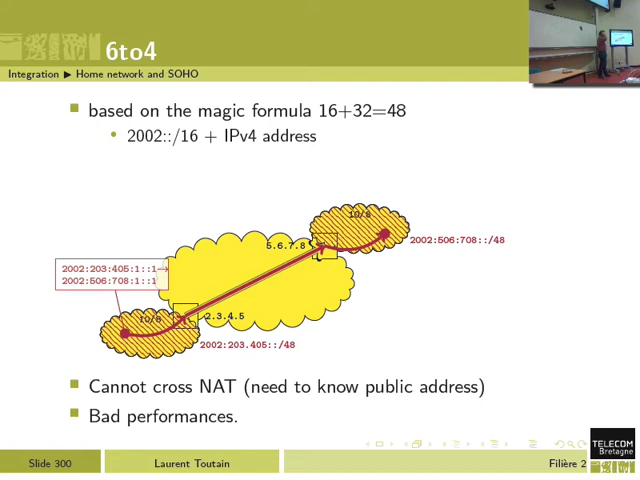 6to4
Integration ▶ Home network and SOHO
based on the magic formula 16+32=48
2002::/16 + IPv4 address
10/8
5.6.7.8
2002:506:708::/48
2002:203:405:1::1→
2002:506:708:1::1
10/8
2.3.4.5
2002:203.405::/48
Cannot cross NAT (need to know public address)
Bad performances.
TELECOM
Bretagne
Slide 300
Laurent Toutain
Filière 2